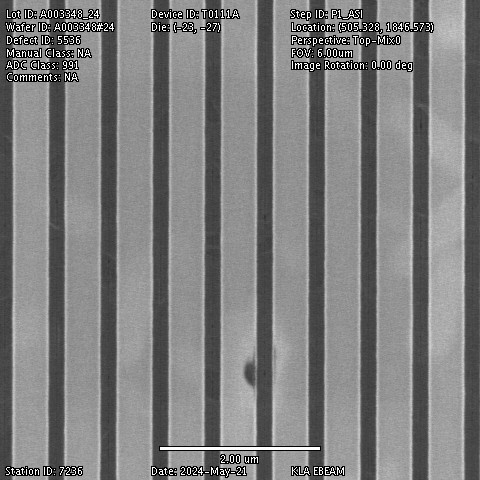 Lot ID: A003348_24
Wafer ID: A003348#24
Defect ID: 5536
Manual Class: NA
ADC Class: 991
Comments: NA
Device ID: T0111A
Die: (-23, -27)
Step ID: P1_ASI
Location: (505.328, 1846.573)
Perspective: Top-Mix0
FOV: 6.00um
Image Rotation: 0.00 deg
2.00 um
Station ID: 7236
Date: 2024-May-21
KLA EBEAM